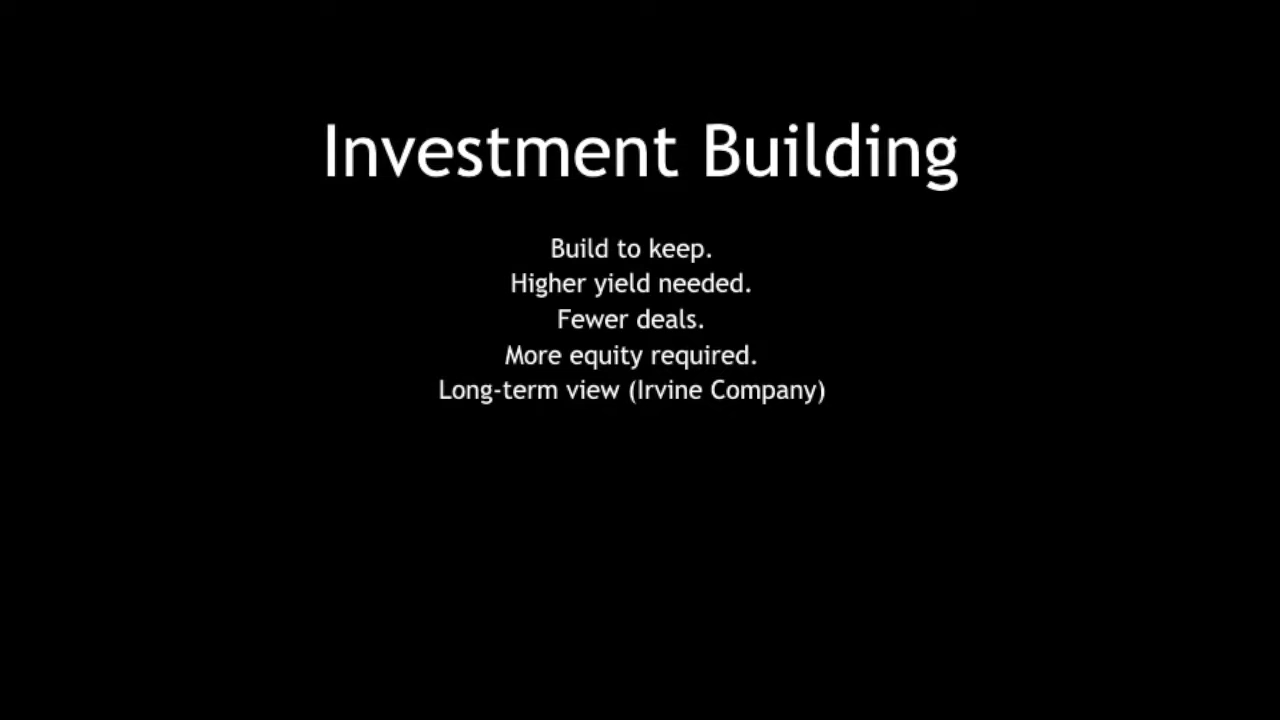 Investment Building
Build to keep.
Higher yield needed.
Fewer deals.
More equity required.
Long-term view (Irvine Company)